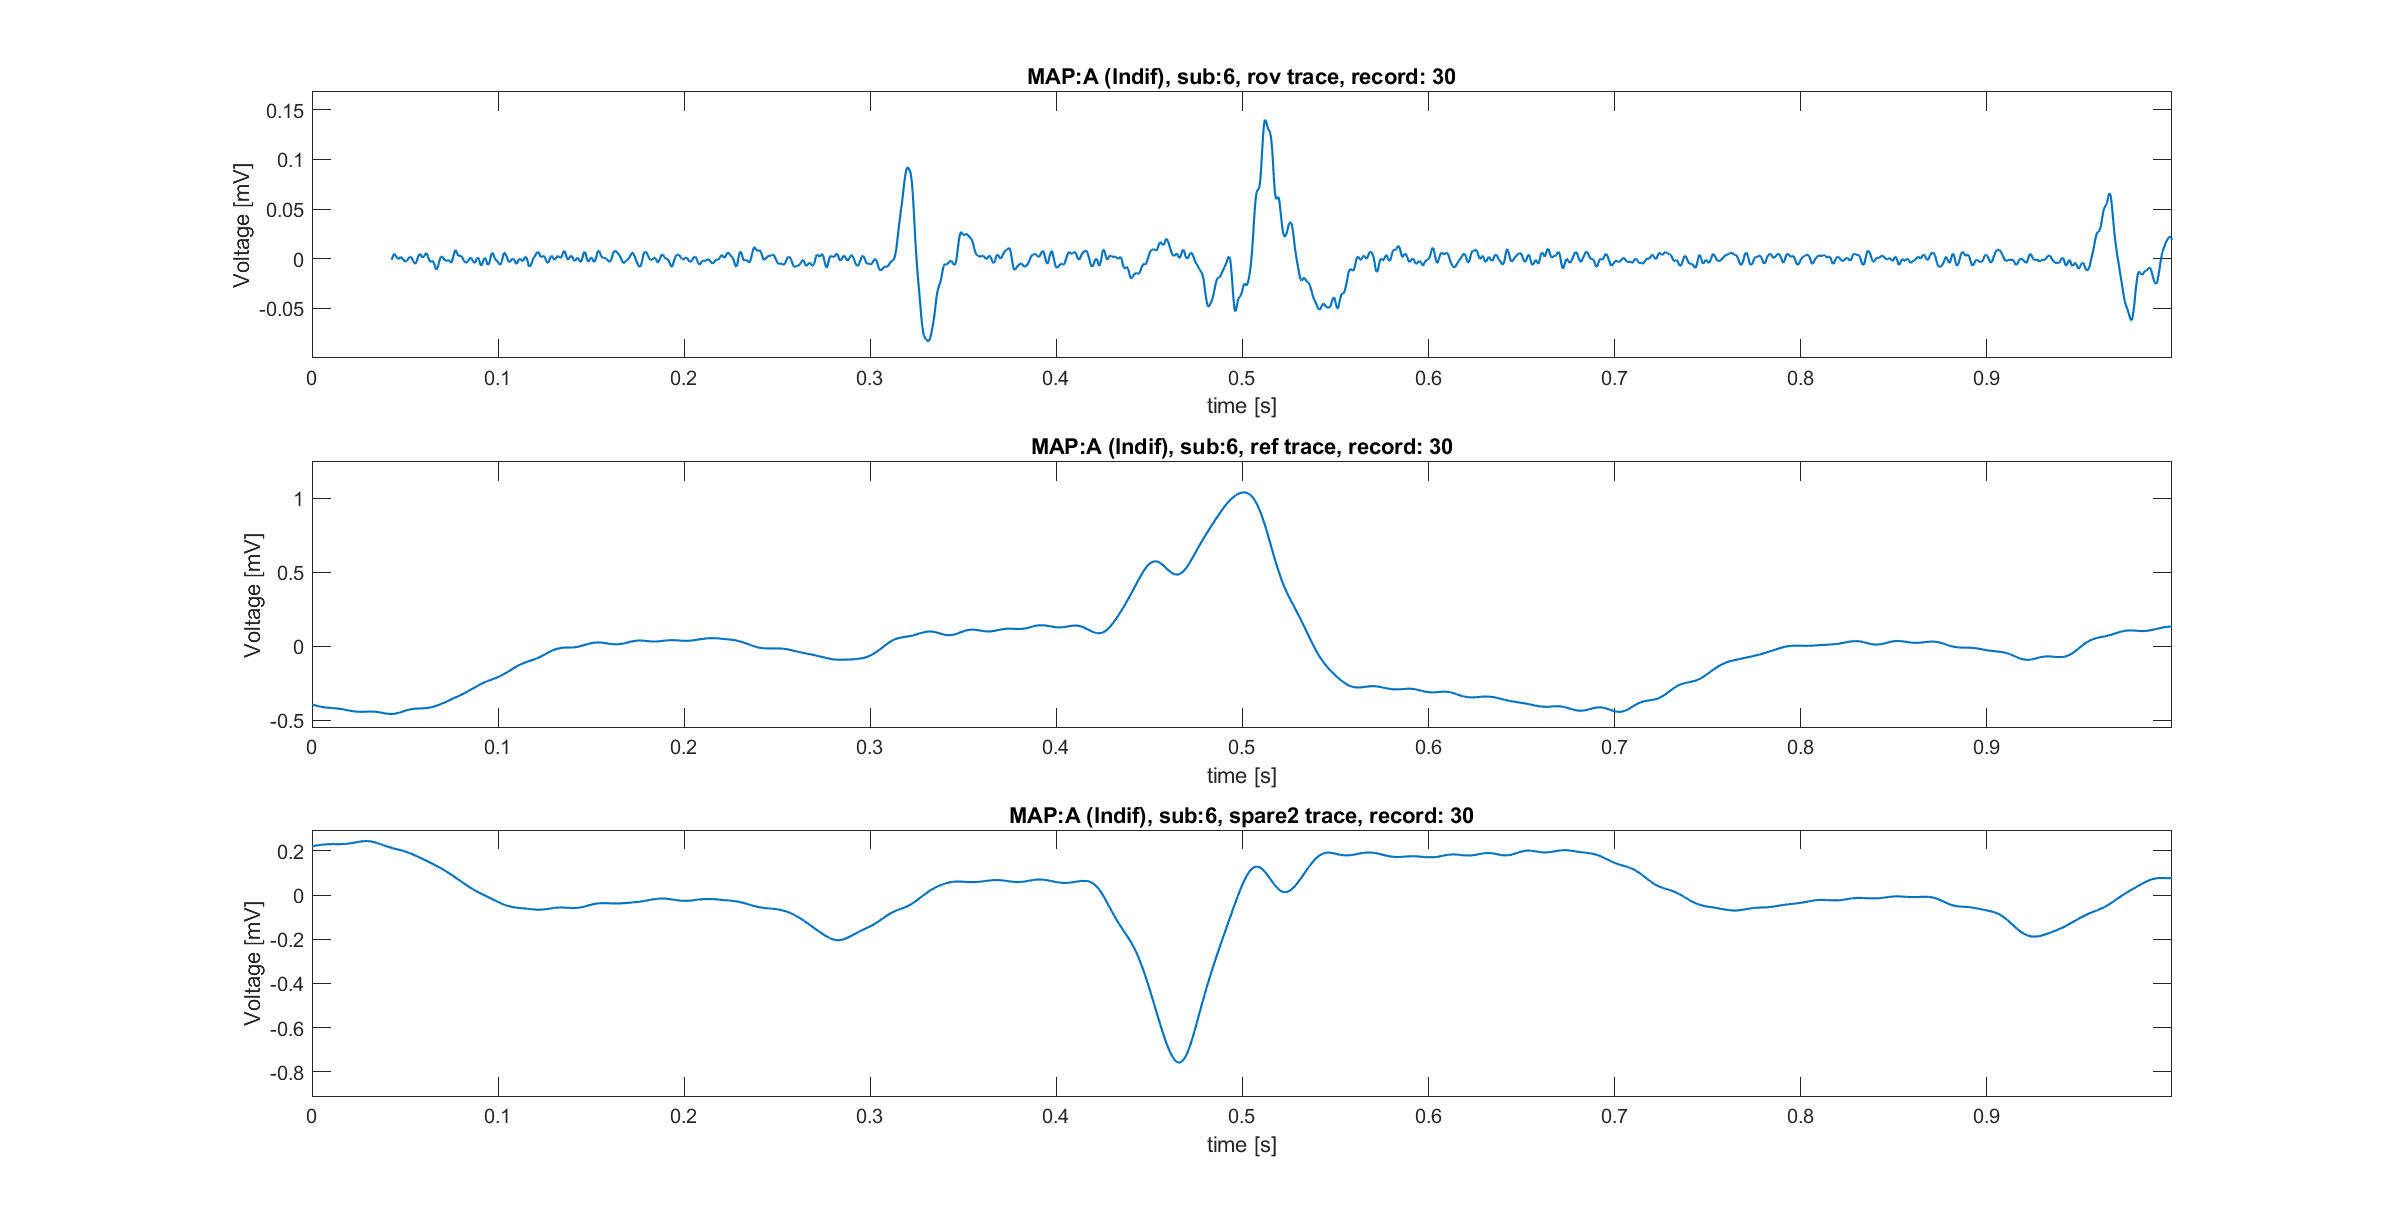 MAP:A (Indif), sub:6, rov trace, record: 30
0.15
0.1
0.05
0
-0.05
Voltage [mV]
0 0.1 0.2 0.3 0.4 0.5 0.6 0.7 0.8 0.9
time [s]
MAP:A (Indif), sub:6, ref trace, record: 30
1
0.5
0
-0.5
Voltage [mV]
0 0.1 0.2 0.3 0.4 0.5 0.6 0.7 0.8 0.9
time [s]
MAP:A (Indif), sub:6, spare2 trace, record: 30
0.2
0
-0.2
-0.4
-0.6
-0.8
Voltage [mV]
0 0.1 0.2 0.3 0.4 0.5 0.6 0.7 0.8 0.9
time [s]